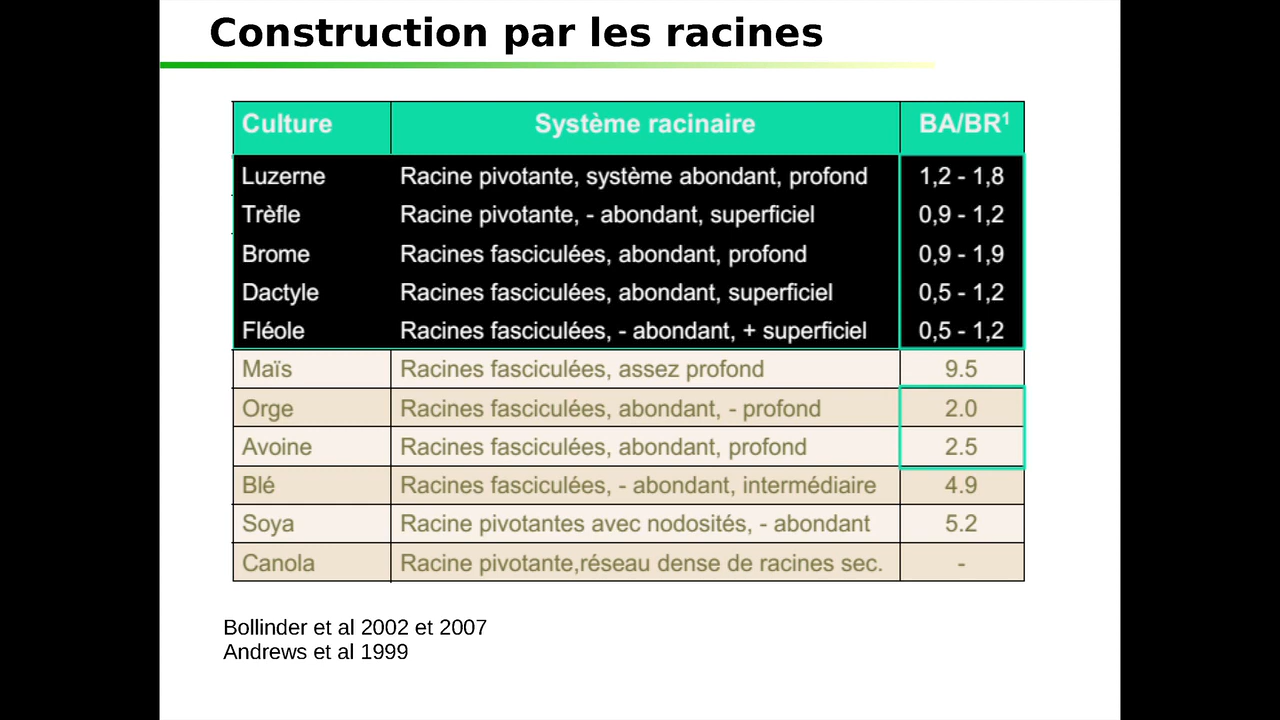 Construction par les racines
Culture Système racinaire BA/BR¹
Luzerne Racine pivotante, système abondant, profond 1,2 - 1,8
Trèfle Racine pivotante, - abondant, superficiel 0,9 - 1,2
Brome Racines fasciculées, abondant, profond 0,9 - 1,9
Dactyle Racines fasciculées, abondant, superficiel 0,5 - 1,2
Fléole Racines fasciculées, - abondant, + superficiel 0,5 - 1,2
Maïs Racines fasciculées, assez profond 9.5
Orge Racines fasciculées, abondant, - profond 2.0
Avoine Racines fasciculées, abondant, profond 2.5
Blé Racines fasciculées, - abondant, intermédiaire 4.9
Soya Racine pivotantes avec nodosités, - abondant 5.2
Canola Racine pivotante,réseau dense de racines sec. -
Bollinder et al 2002 et 2007
Andrews et al 1999